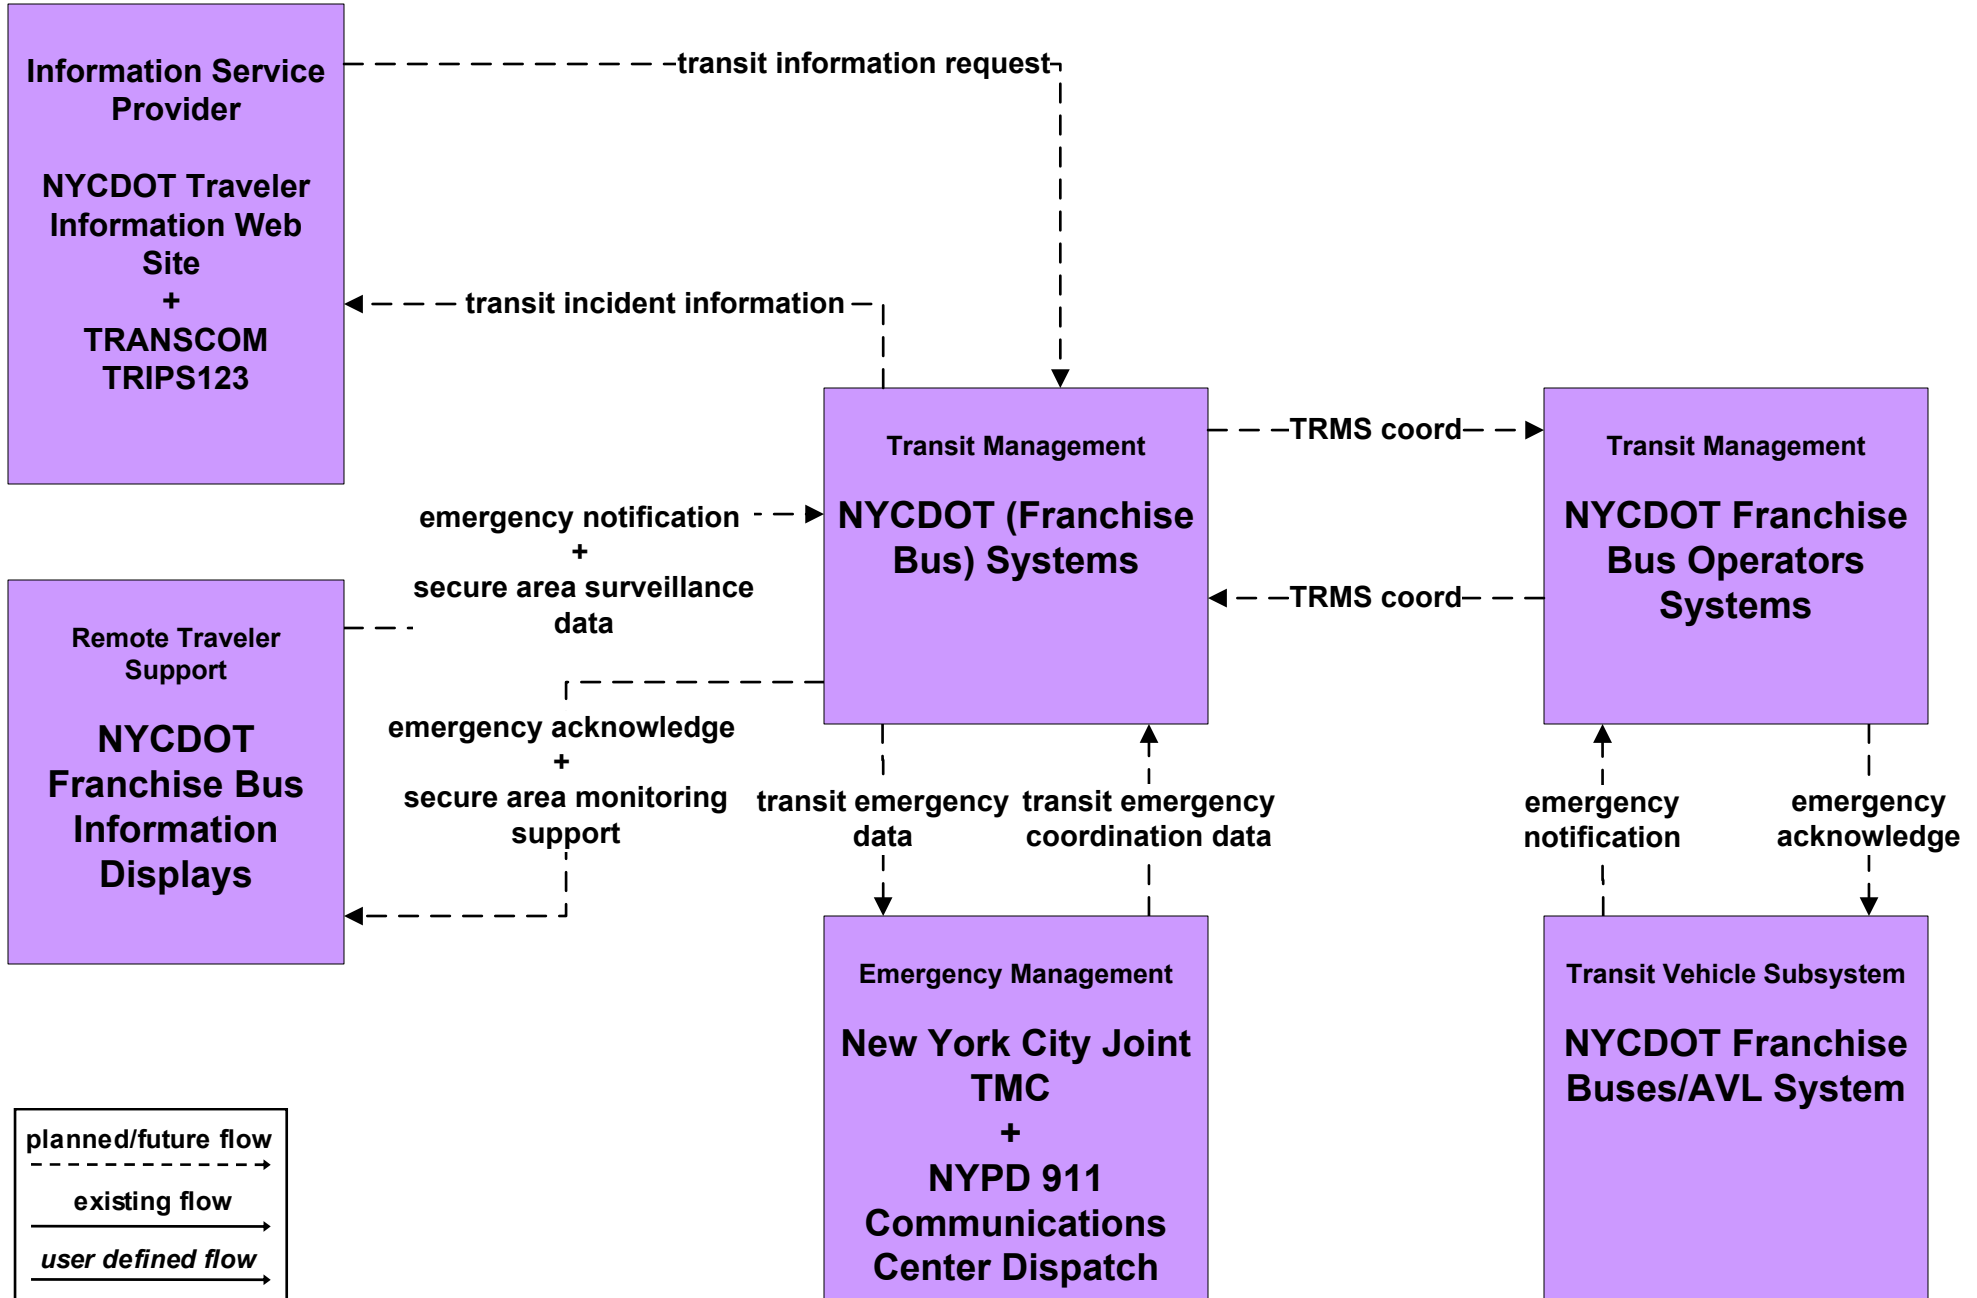 Information Service
Provider
NYCDOT Traveler
Information Web
Site
+
TRANSCOM
TRIPS123
transit information request
transit incident information
Transit Management
NYCDOT (Franchise
Bus) Systems
TRMS coord
TRMS coord
Transit Management
NYCDOT Franchise
Bus Operators
Systems
emergency notification
+
secure area surveillance
data
Remote Traveler
Support
NYCDOT
Franchise Bus
Information
Displays
emergency acknowledge
+
secure area monitoring
support
transit emergency
data
transit emergency
coordination data
emergency
notification
emergency
acknowledge
Emergency Management
New York City Joint
TMC
+
NYPD 911
Communications
Center Dispatch
Transit Vehicle Subsystem
NYCDOT Franchise
Buses/AVL System
planned/future flow
existing flow
user defined flow